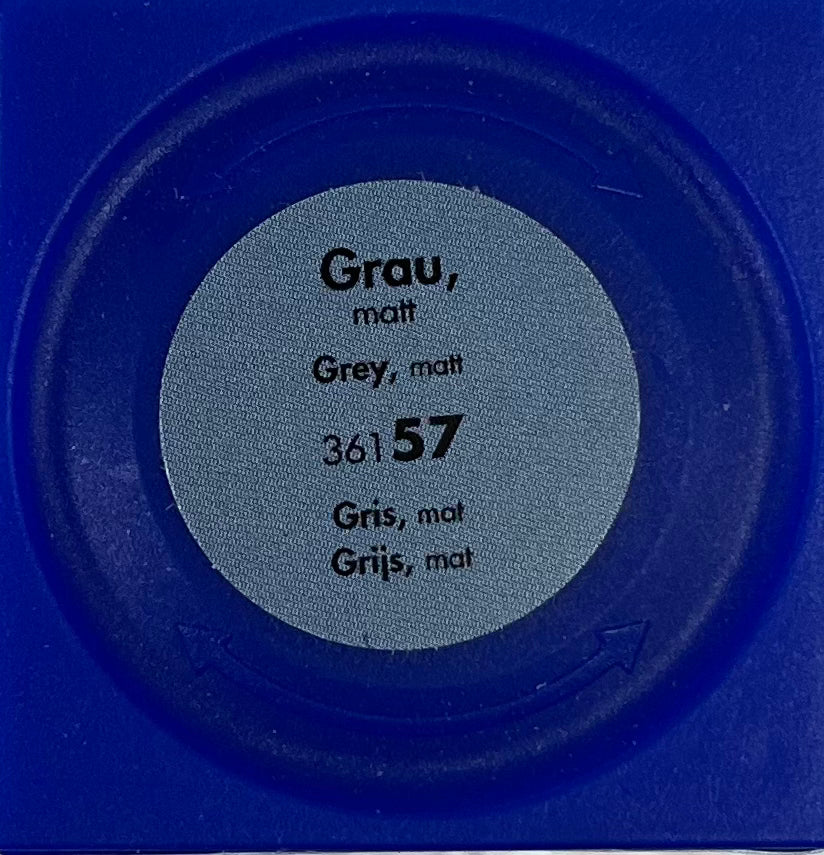 Grau,
matt
Grey, matt
36157
Gris, mat
Grijs, mat